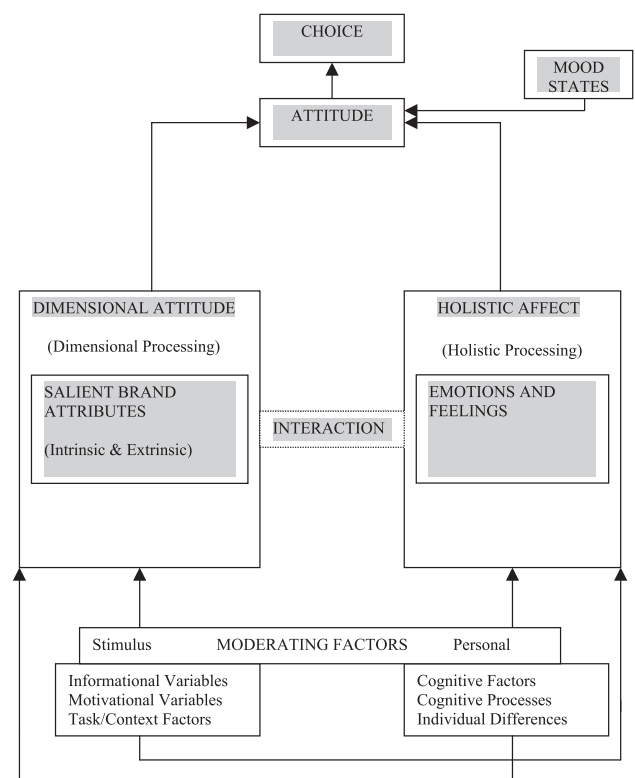 CHOICE
MOOD
STATES
ATTITUDE
DIMENSIONAL ATTITUDE
(Dimensional Processing)
SALIENT BRAND
ATTRIBUTES
(Intrinsic & Extrinsic)
INTERACTION
HOLISTIC AFFECT
(Holistic Processing)
EMOTIONS AND
FEELINGS
Stimulus MODERATING FACTORS Personal
Informational Variables
Motivational Variables
Task/Context Factors
Cognitive Factors
Cognitive Processes
Individual Differences